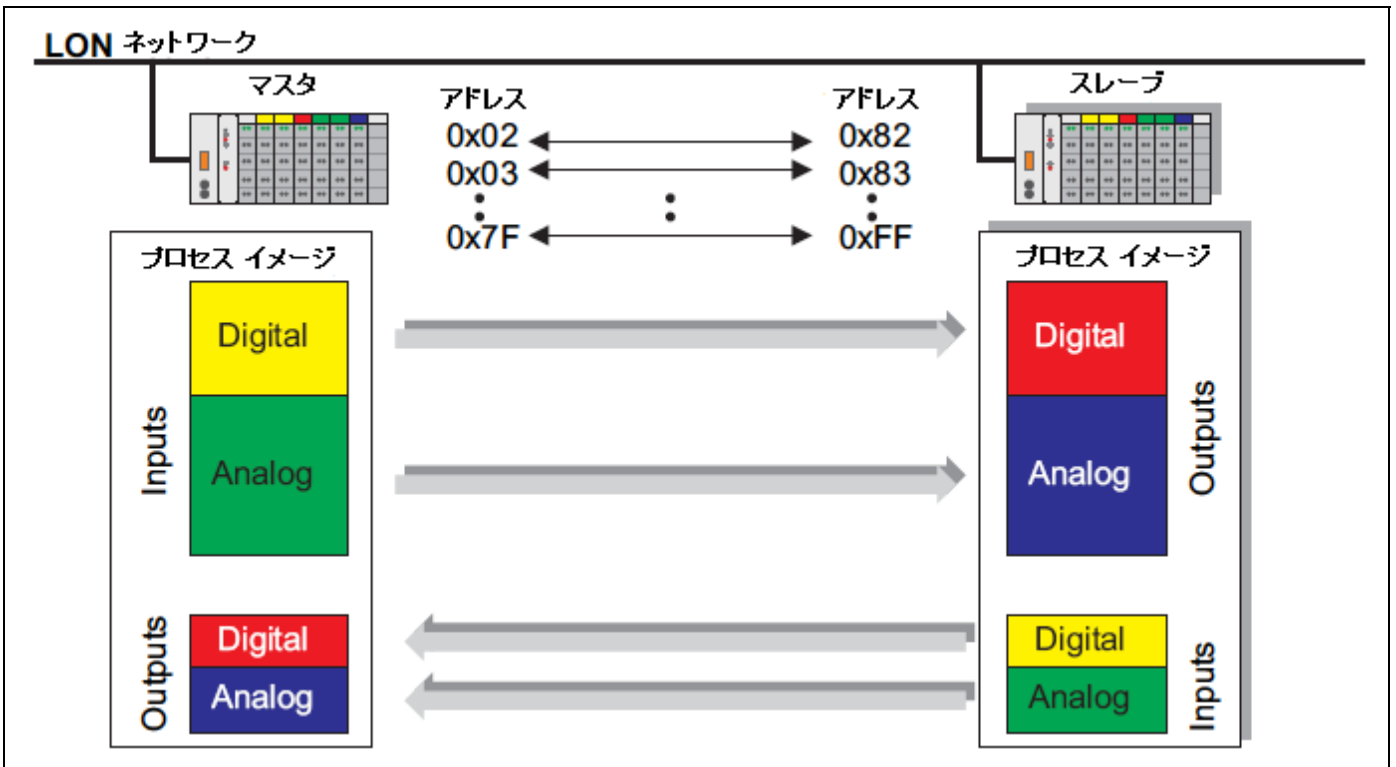 LON ネットワーク
マスタ
スレーブ
アドレス
アドレス
0x02
0x82
0x03
0x83
0x7F
0xFF
プロセス イメージ
プロセス イメージ
Inputs
Digital
Analog
Digital
Analog
Outputs
Outputs
Digital
Analog
Digital
Analog
Inputs